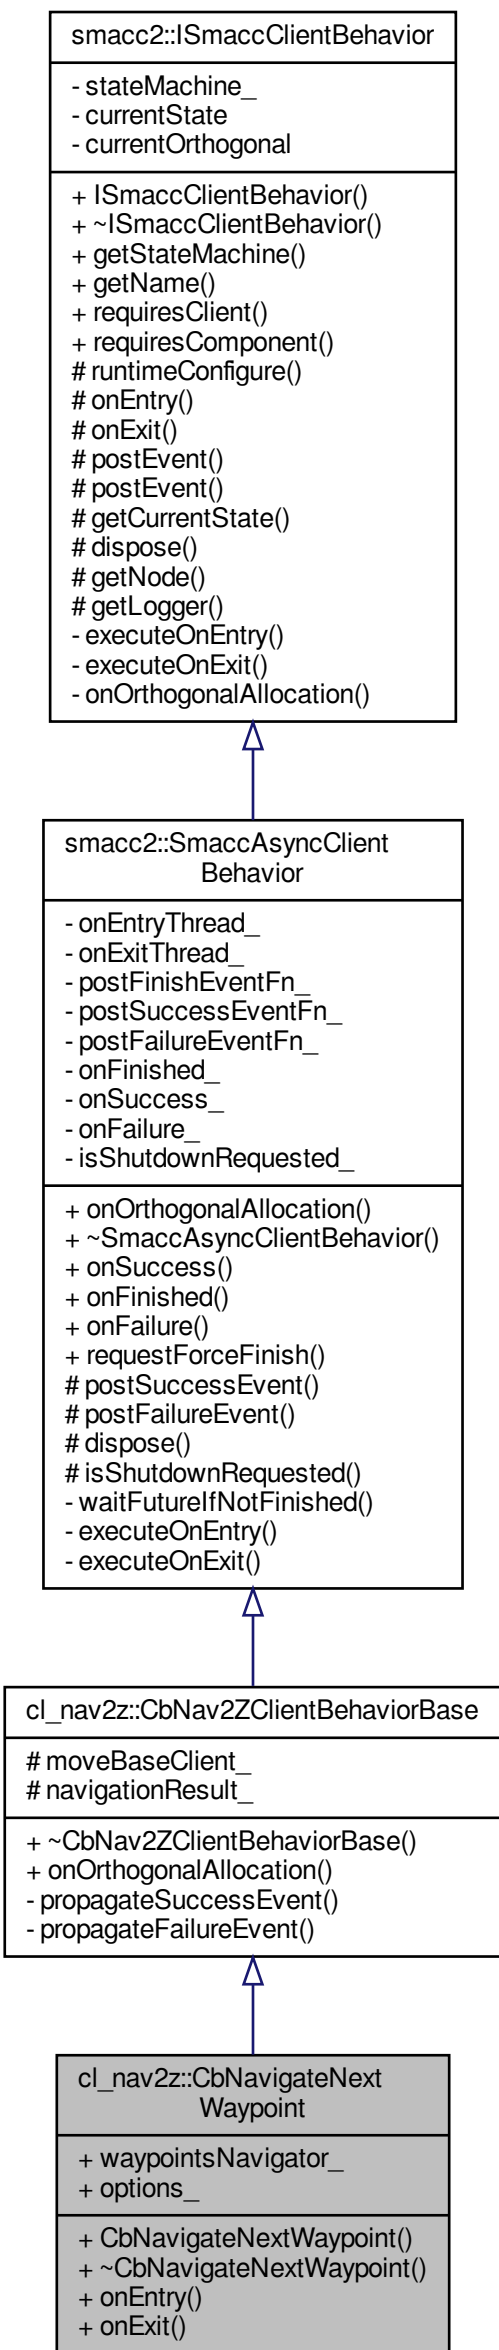 smacc2::ISmaccClientBehavior
- stateMachine_
- currentState
- currentOrthogonal
+ ISmaccClientBehavior()
+ ~ISmaccClientBehavior()
+ getStateMachine()
+ getName()
+ requiresClient()
+ requiresComponent()
# runtimeConfigure()
# onEntry()
# onExit()
# postEvent()
# postEvent()
# getCurrentState()
# dispose()
# getNode()
# getLogger()
- executeOnEntry()
- executeOnExit()
- onOrthogonalAllocation()
smacc2::SmaccAsyncClient
Behavior
- onEntryThread_
- onExitThread_
- postFinishEventFn_
- postSuccessEventFn_
- postFailureEventFn_
- onFinished_
- onSuccess_
- onFailure_
- isShutdownRequested_
+ onOrthogonalAllocation()
+ ~SmaccAsyncClientBehavior()
+ onSuccess()
+ onFinished()
+ onFailure()
+ requestForceFinish()
# postSuccessEvent()
# postFailureEvent()
# dispose()
# isShutdownRequested()
- waitFutureIfNotFinished()
- executeOnEntry()
- executeOnExit()
cl_nav2z::CbNav2ZClientBehaviorBase
# moveBaseClient_
# navigationResult_
+ ~CbNav2ZClientBehaviorBase()
+ onOrthogonalAllocation()
- propagateSuccessEvent()
- propagateFailureEvent()
cl_nav2z::CbNavigateNext
Waypoint
+ waypointsNavigator_
+ options_
+ CbNavigateNextWaypoint()
+ ~CbNavigateNextWaypoint()
+ onEntry()
+ onExit()